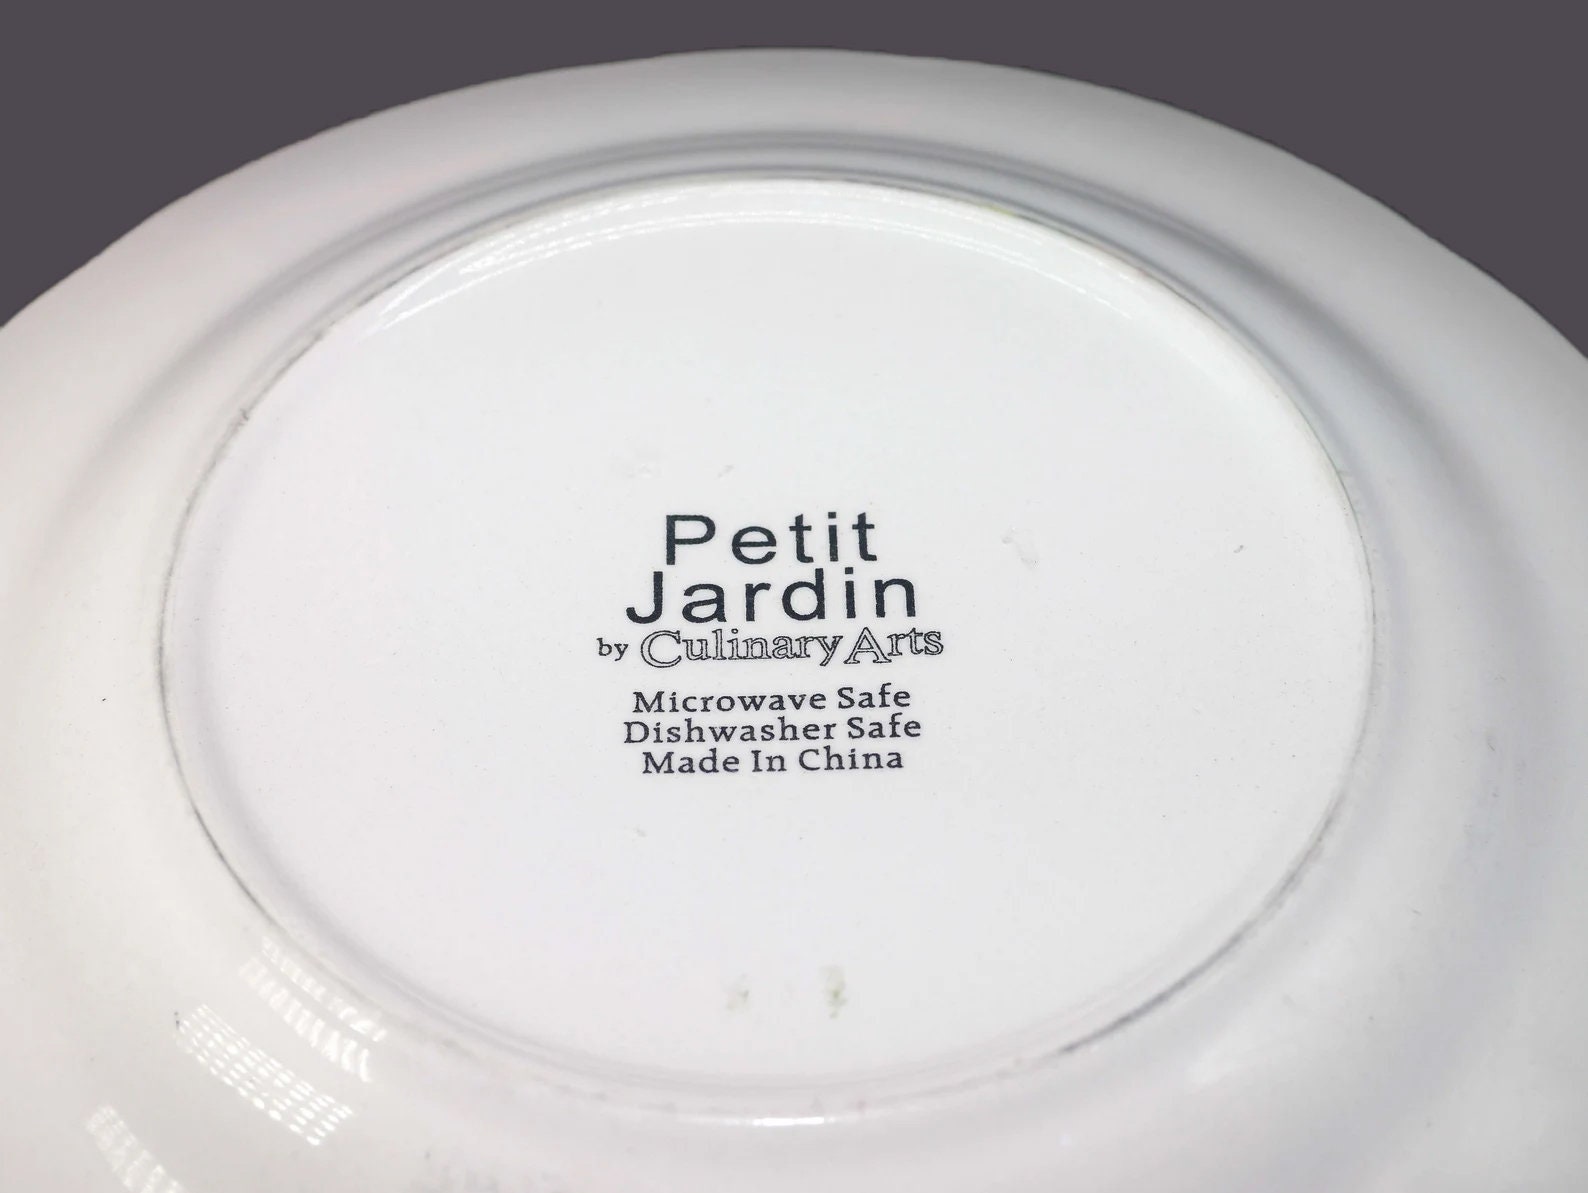 Petit
Jardin
by Culinary Arts
Microwave Safe
Dishwasher Safe
Made In China